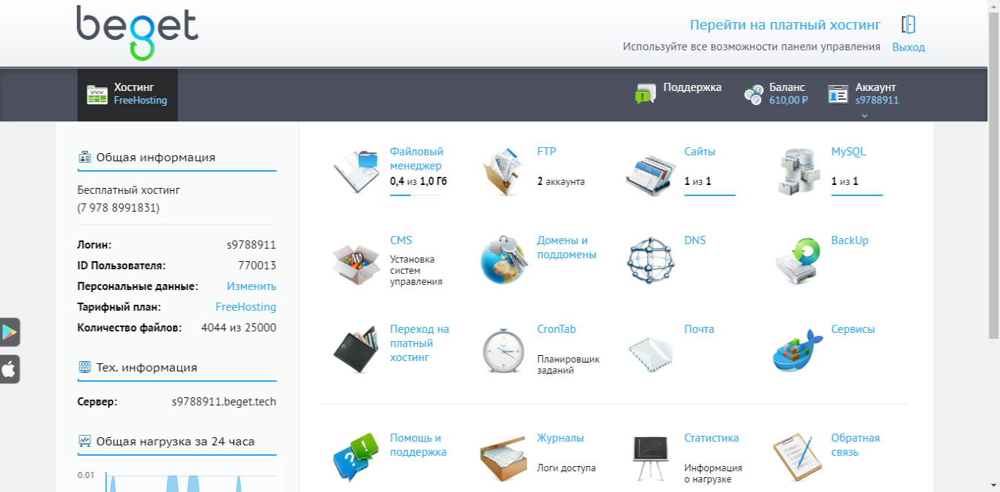 beget
Перейти на платный хостинг
Используйте все возможности панели управления
Выход
Хостинг
FreeHosting
Поддержка
Баланс
610,00 ₽
Аккаунт
s9788911
Общая информация
Бесплатный хостинг
(7 978 8991831)
Логин: s9788911
ID Пользователя: 770013
Персональные данные: Изменить
Тарифный план: FreeHosting
Количество файлов: 4044 из 25000
Тех. информация
Сервер: s9788911.beget.tech
Общая нагрузка за 24 часа
0.01
Файловый
менеджер
0,4 из 1,0 Гб
FTP
2 аккаунта
Сайты
1 из 1
MySQL
1 из 1
CMS
Установка
систем
управления
Домены и
поддомены
DNS
BackUp
Переход на
платный
хостинг
CronTab
Планировщик
заданий
Почта
Сервисы
Помощь и
поддержка
Журналы
Логи доступа
Статистика
Информация
о нагрузке
Обратная
связь